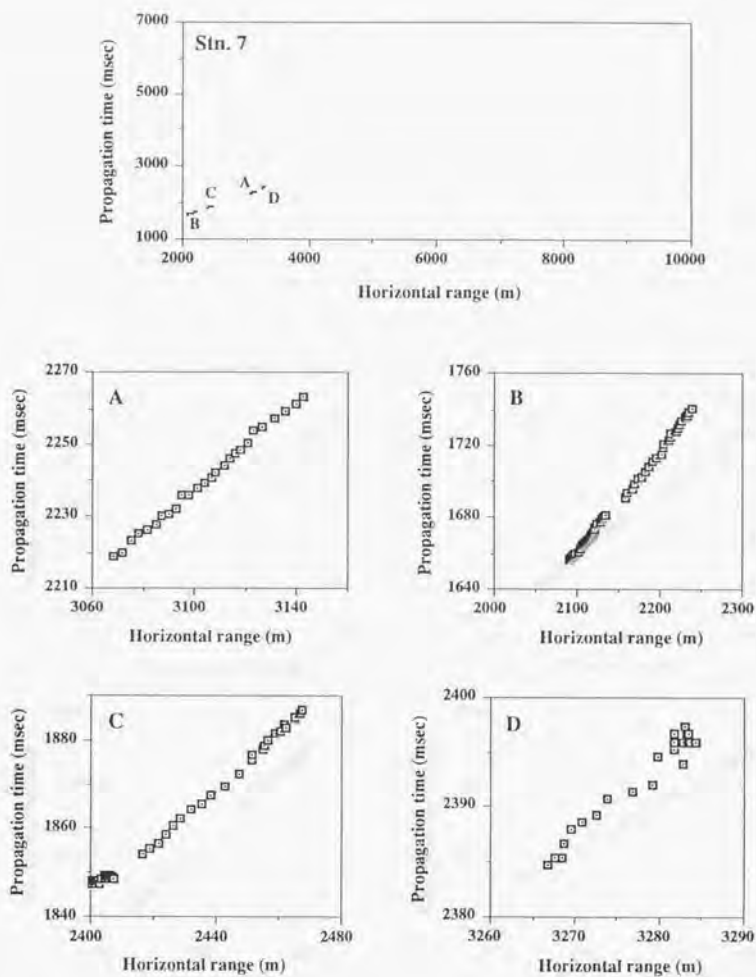 Stn. 7
Propagation time (msec)
7000
5000
3000
1000
A
B
C
D
2000
4000
6000
8000
10000
Horizontal range (m)
A
Propagation time (msec)
2270
2250
2230
2210
3060
3100
3140
Horizontal range (m)
B
Propagation time (msec)
1760
1720
1680
1640
2000
2100
2200
2300
Horizontal range (m)
C
Propagation time (msec)
1880
1860
1840
2400
2440
2480
Horizontal range (m)
D
Propagation time (msec)
2400
2390
2380
3260
3270
3280
3290
Horizontal range (m)